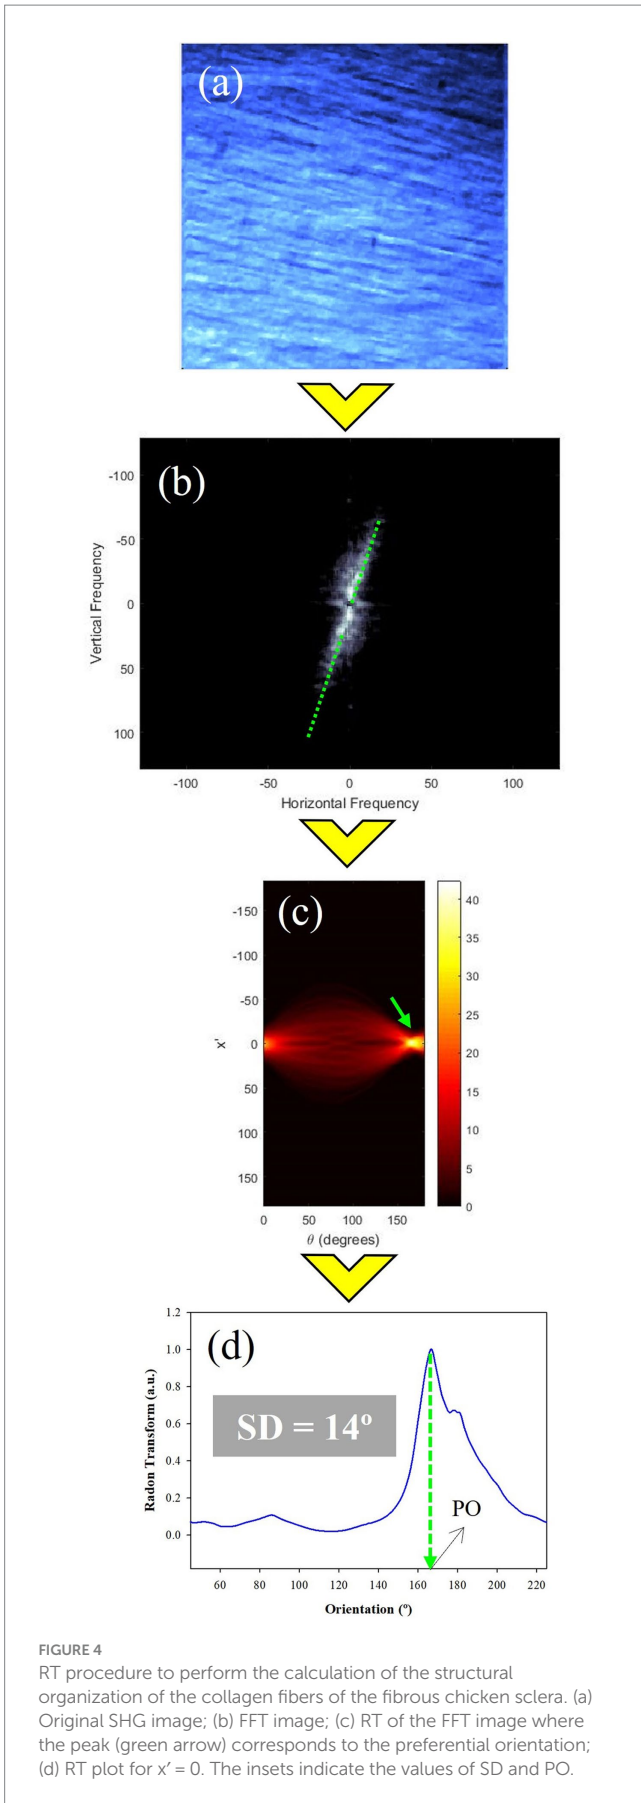 (a)
(b)
-100
-50
0
50
100
Vertical Frequency
-100 -50 0 50 100
Horizontal Frequency
(c)
-150
-100
-50
0
50
100
150
x'
0 50 100 150
θ (degrees)
40
35
30
25
20
15
10
5
0
(d)
1.2
1.0
0.8
0.6
0.4
0.2
0.0
Radon Transform (a.u.)
SD = 14º
PO
60 80 100 120 140 160 180 200 220
Orientation (º)
FIGURE 4
RT procedure to perform the calculation of the structural
organization of the collagen fibers of the fibrous chicken sclera. (a)
Original SHG image; (b) FFT image; (c) RT of the FFT image where
the peak (green arrow) corresponds to the preferential orientation;
(d) RT plot for x′ = 0. The insets indicate the values of SD and PO.